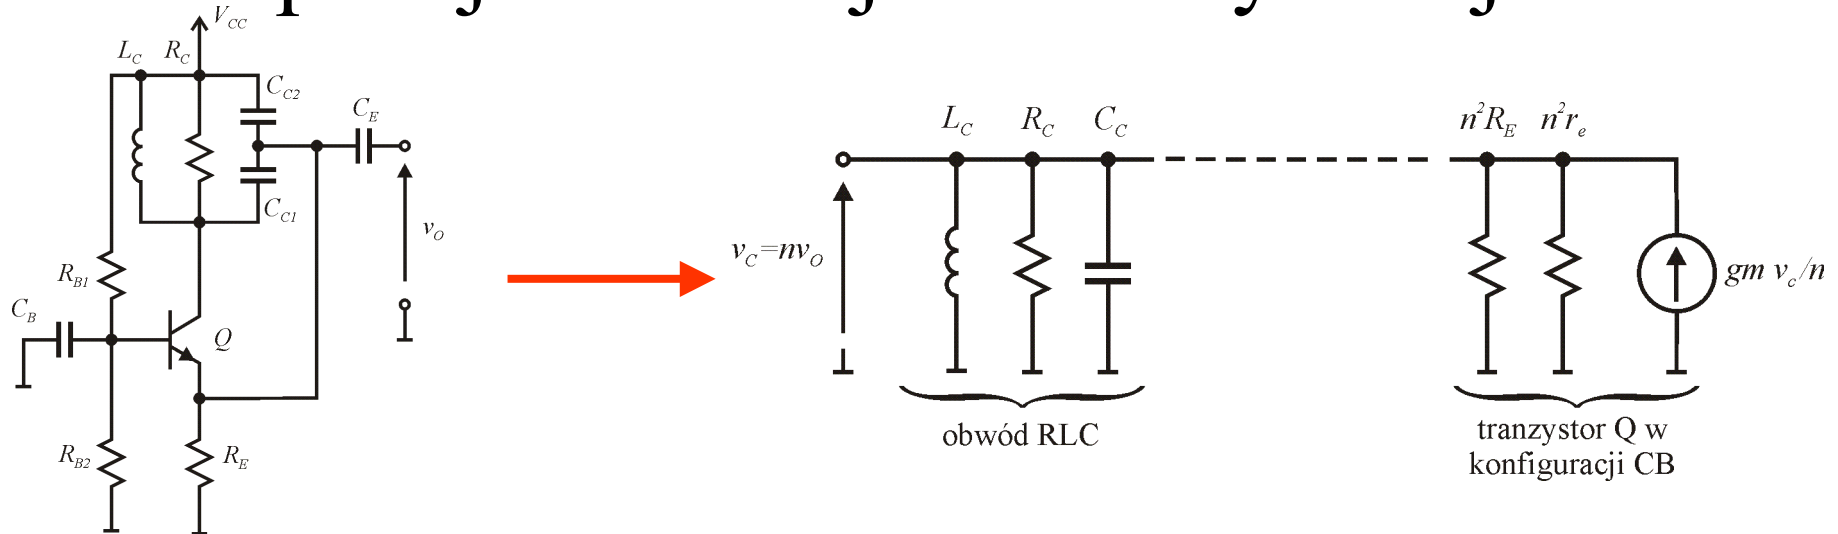 V_CC
L_C R_C
C_C2
C_E
C_C1
v_O
R_B1
C_B
Q
R_B2
R_E
L_C R_C C_C
n²R_E n²r_e
v_C=nv_O
gm v_c/n
obwód RLC
tranzystor Q w
konfiguracji CB